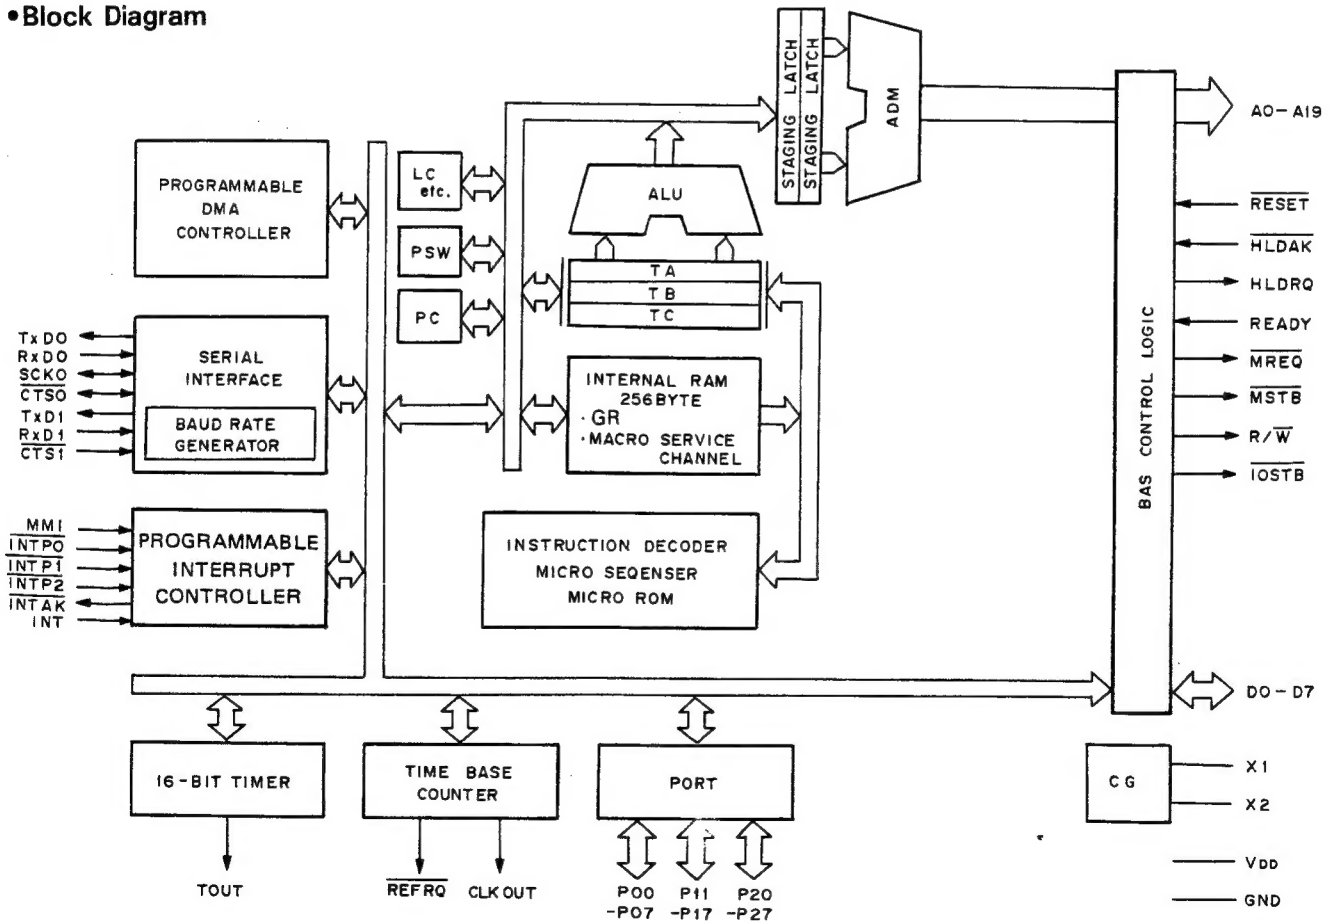 •Block Diagram
STAGING LATCH
STAGING LATCH
ADM
A0-A19
PROGRAMMABLE
DMA
CONTROLLER
LC
etc.
PSW
PC
ALU
TA
TB
TC
BAS CONTROL LOGIC
RESET
HLDAK
HLDRQ
READY
MREQ
MSTB
R/W
IOSTB
TxD0
RxD0
SCK0
CTS0
TxD1
RxD1
CTS1
SERIAL
INTERFACE
BAUD RATE
GENERATOR
INTERNAL RAM
256BYTE
· GR
· MACRO SERVICE
CHANNEL
MMI
INTP0
INTP1
INTP2
INTAK
INT
PROGRAMMABLE
INTERRUPT
CONTROLLER
INSTRUCTION DECODER
MICRO SEQENSER
MICRO ROM
D0-D7
16-BIT TIMER
TIME BASE
COUNTER
PORT
CG
X1
X2
TOUT
REFRQ
CLKOUT
P00
-P07
P11
-P17
P20
-P27
VDD
GND